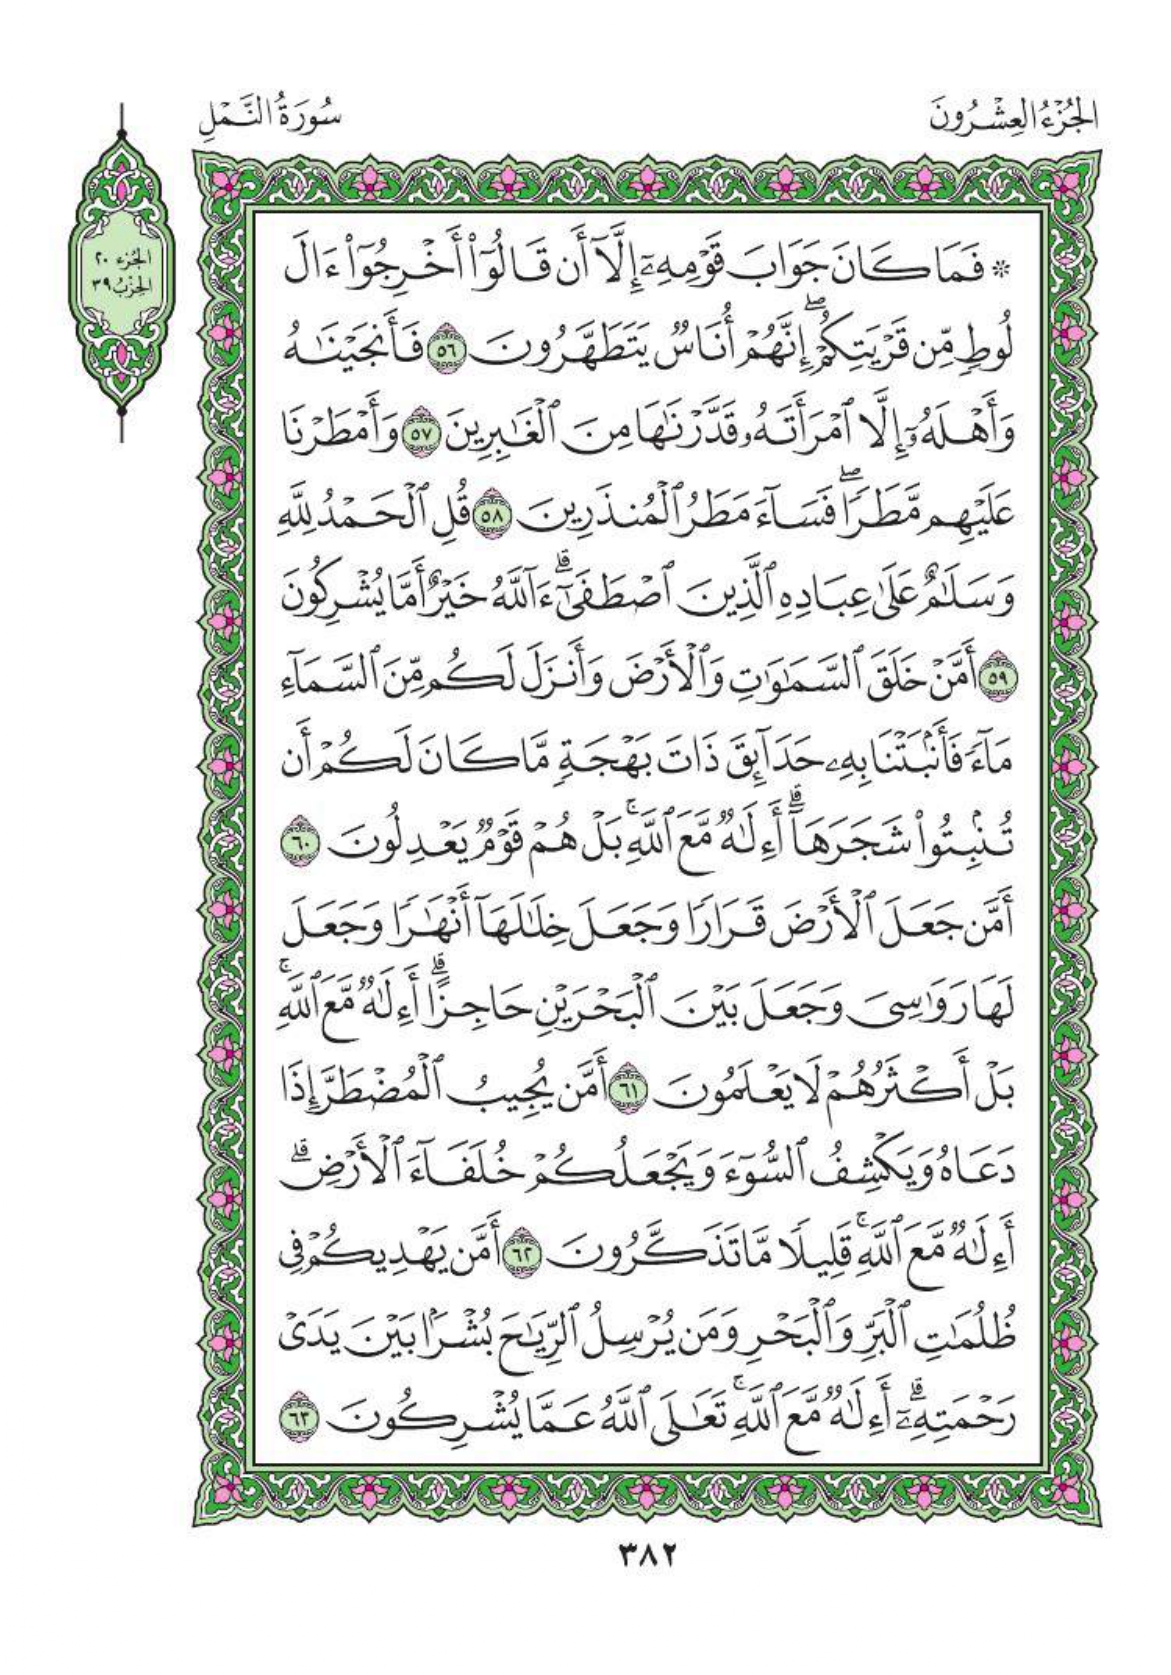 الجُزْءُ العِشْرُونَ
سُورَةُ النَّمْلِ
الجزء ٢٠
الحِزْبُ ٣٩
* فَمَا كَانَ جَوَابَ قَوْمِهِۦٓ إِلَّآ أَن قَالُوٓا۟ أَخْرِجُوٓا۟ ءَالَ
لُوطٍ مِّن قَرْيَتِكُمْ ۖ إِنَّهُمْ أُنَاسٌ يَتَطَهَّرُونَ ٥٦ فَأَنجَيْنَٰهُ
وَأَهْلَهُۥٓ إِلَّا ٱمْرَأَتَهُۥ قَدَّرْنَٰهَا مِنَ ٱلْغَٰبِرِينَ ٥٧ وَأَمْطَرْنَا
عَلَيْهِم مَّطَرًا ۖ فَسَآءَ مَطَرُ ٱلْمُنذَرِينَ ٥٨ قُلِ ٱلْحَمْدُ لِلَّهِ
وَسَلَٰمٌ عَلَىٰ عِبَادِهِ ٱلَّذِينَ ٱصْطَفَىٰٓ ۗ ءَآللَّهُ خَيْرٌ أَمَّا يُشْرِكُونَ
٥٩ أَمَّنْ خَلَقَ ٱلسَّمَٰوَٰتِ وَٱلْأَرْضَ وَأَنزَلَ لَكُم مِّنَ ٱلسَّمَآءِ
مَآءً فَأَنۢبَتْنَا بِهِۦ حَدَآئِقَ ذَاتَ بَهْجَةٍ مَّا كَانَ لَكُمْ أَن
تُنۢبِتُوا۟ شَجَرَهَآ ۗ أَءِلَٰهٌ مَّعَ ٱللَّهِ ۚ بَلْ هُمْ قَوْمٌ يَعْدِلُونَ ٦٠
أَمَّن جَعَلَ ٱلْأَرْضَ قَرَارًا وَجَعَلَ خِلَٰلَهَآ أَنْهَٰرًا وَجَعَلَ
لَهَا رَوَٰسِىَ وَجَعَلَ بَيْنَ ٱلْبَحْرَيْنِ حَاجِزًا ۗ أَءِلَٰهٌ مَّعَ ٱللَّهِ ۚ
بَلْ أَكْثَرُهُمْ لَا يَعْلَمُونَ ٦١ أَمَّن يُجِيبُ ٱلْمُضْطَرَّ إِذَا
دَعَاهُ وَيَكْشِفُ ٱلسُّوٓءَ وَيَجْعَلُكُمْ خُلَفَآءَ ٱلْأَرْضِ ۗ
أَءِلَٰهٌ مَّعَ ٱللَّهِ ۚ قَلِيلًا مَّا تَذَكَّرُونَ ٦٢ أَمَّن يَهْدِيكُمْ فِى
ظُلُمَٰتِ ٱلْبَرِّ وَٱلْبَحْرِ وَمَن يُرْسِلُ ٱلرِّيَٰحَ بُشْرًۢا بَيْنَ يَدَىْ
رَحْمَتِهِۦٓ ۗ أَءِلَٰهٌ مَّعَ ٱللَّهِ ۚ تَعَٰلَى ٱللَّهُ عَمَّا يُشْرِكُونَ ٦٣
٣٨٢